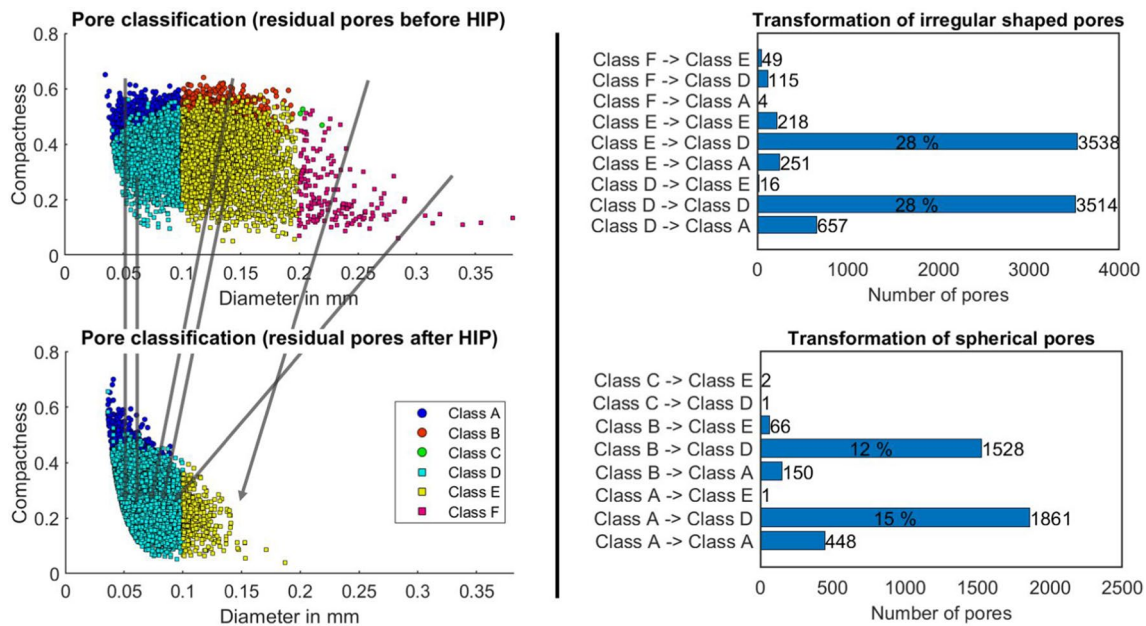 Pore classification (residual pores before HIP)
0.8
0.6
0.4
0.2
0
Compactness
0 0.05 0.1 0.15 0.2 0.25 0.3 0.35
Diameter in mm
Pore classification (residual pores after HIP)
0.8
0.6
0.4
0.2
0
Compactness
Class A
Class B
Class C
Class D
Class E
Class F
0 0.05 0.1 0.15 0.2 0.25 0.3 0.35
Diameter in mm
Transformation of irregular shaped pores
Class F -> Class E 49
Class F -> Class D 115
Class F -> Class A 4
Class E -> Class E 218
Class E -> Class D 28 % 3538
Class E -> Class A 251
Class D -> Class E 16
Class D -> Class D 28 % 3514
Class D -> Class A 657
0 1000 2000 3000 4000
Number of pores
Transformation of spherical pores
Class C -> Class E 2
Class C -> Class D 1
Class B -> Class E 66
Class B -> Class D 12 % 1528
Class B -> Class A 150
Class A -> Class E 1
Class A -> Class D 15 % 1861
Class A -> Class A 448
0 500 1000 1500 2000 2500
Number of pores